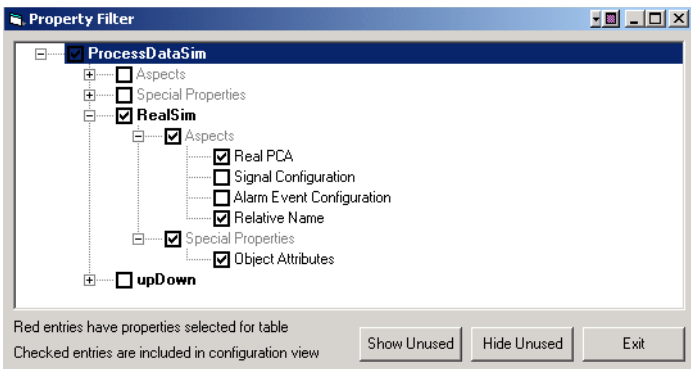 Property Filter
ProcessDataSim
Aspects
Special Properties
RealSim
Aspects
Real PCA
Signal Configuration
Alarm Event Configuration
Relative Name
Special Properties
Object Attributes
upDown
Red entries have properties selected for table
Checked entries are included in configuration view
Show Unused
Hide Unused
Exit